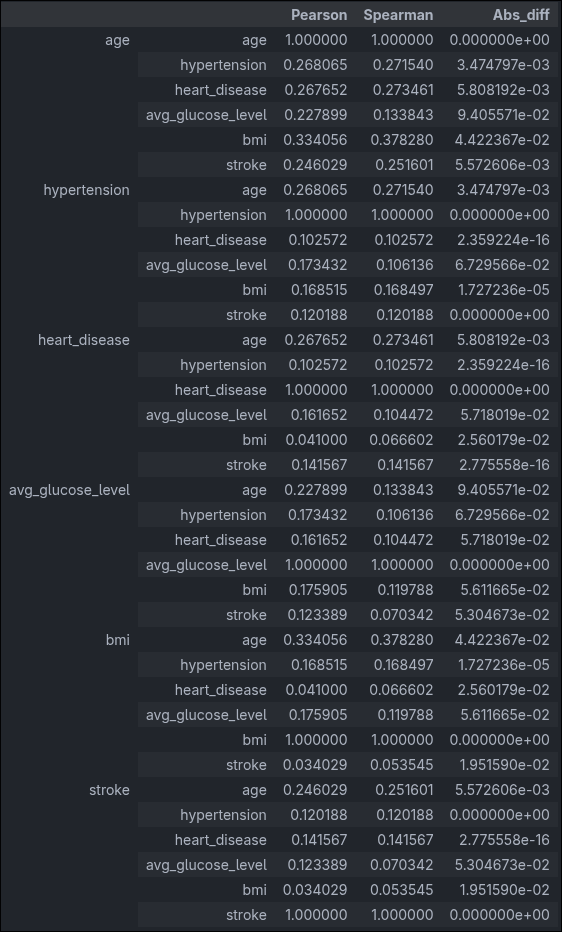 Pearson Spearman Abs_diff
age age 1.000000 1.000000 0.000000e+00
hypertension 0.268065 0.271540 3.474797e-03
heart_disease 0.267652 0.273461 5.808192e-03
avg_glucose_level 0.227899 0.133843 9.405571e-02
bmi 0.334056 0.378280 4.422367e-02
stroke 0.246029 0.251601 5.572606e-03
hypertension age 0.268065 0.271540 3.474797e-03
hypertension 1.000000 1.000000 0.000000e+00
heart_disease 0.102572 0.102572 2.359224e-16
avg_glucose_level 0.173432 0.106136 6.729566e-02
bmi 0.168515 0.168497 1.727236e-05
stroke 0.120188 0.120188 0.000000e+00
heart_disease age 0.267652 0.273461 5.808192e-03
hypertension 0.102572 0.102572 2.359224e-16
heart_disease 1.000000 1.000000 0.000000e+00
avg_glucose_level 0.161652 0.104472 5.718019e-02
bmi 0.041000 0.066602 2.560179e-02
stroke 0.141567 0.141567 2.775558e-16
avg_glucose_level age 0.227899 0.133843 9.405571e-02
hypertension 0.173432 0.106136 6.729566e-02
heart_disease 0.161652 0.104472 5.718019e-02
avg_glucose_level 1.000000 1.000000 0.000000e+00
bmi 0.175905 0.119788 5.611665e-02
stroke 0.123389 0.070342 5.304673e-02
bmi age 0.334056 0.378280 4.422367e-02
hypertension 0.168515 0.168497 1.727236e-05
heart_disease 0.041000 0.066602 2.560179e-02
avg_glucose_level 0.175905 0.119788 5.611665e-02
bmi 1.000000 1.000000 0.000000e+00
stroke 0.034029 0.053545 1.951590e-02
stroke age 0.246029 0.251601 5.572606e-03
hypertension 0.120188 0.120188 0.000000e+00
heart_disease 0.141567 0.141567 2.775558e-16
avg_glucose_level 0.123389 0.070342 5.304673e-02
bmi 0.034029 0.053545 1.951590e-02
stroke 1.000000 1.000000 0.000000e+00